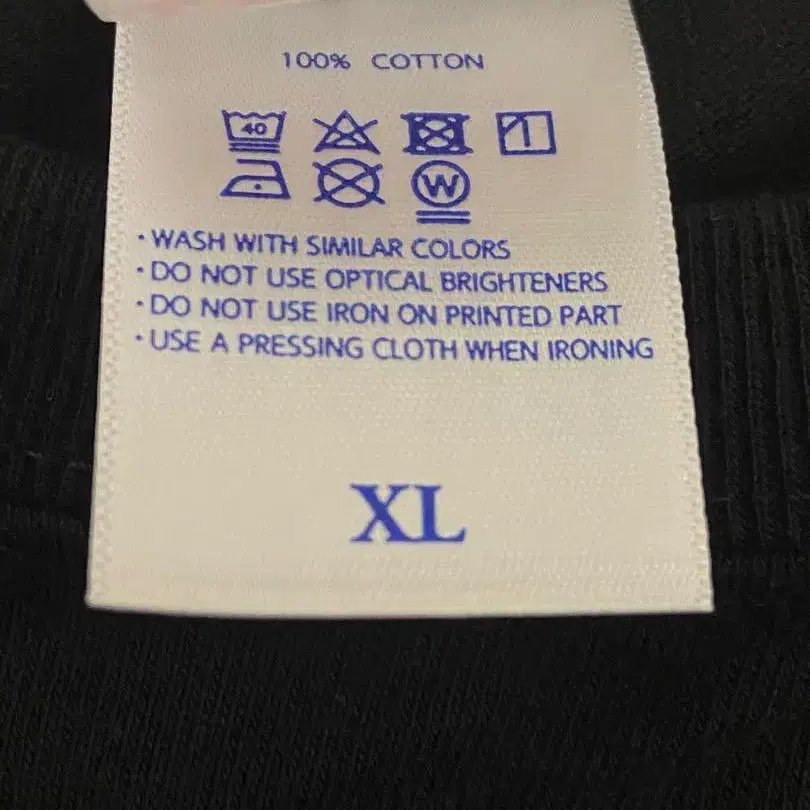 100% COTTON
40
W
· WASH WITH SIMILAR COLORS
· DO NOT USE OPTICAL BRIGHTENERS
· DO NOT USE IRON ON PRINTED PART
· USE A PRESSING CLOTH WHEN IRONING
XL